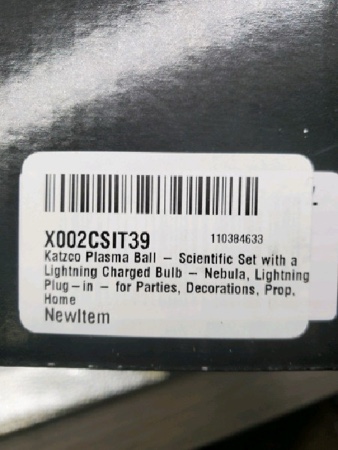 X002CSIT39 110384633
Katzco Plasma Ball – Scientific Set with a
Lightning Charged Bulb – Nebula, Lightning
Plug-in – for Parties, Decorations, Prop,
Home
NewItem